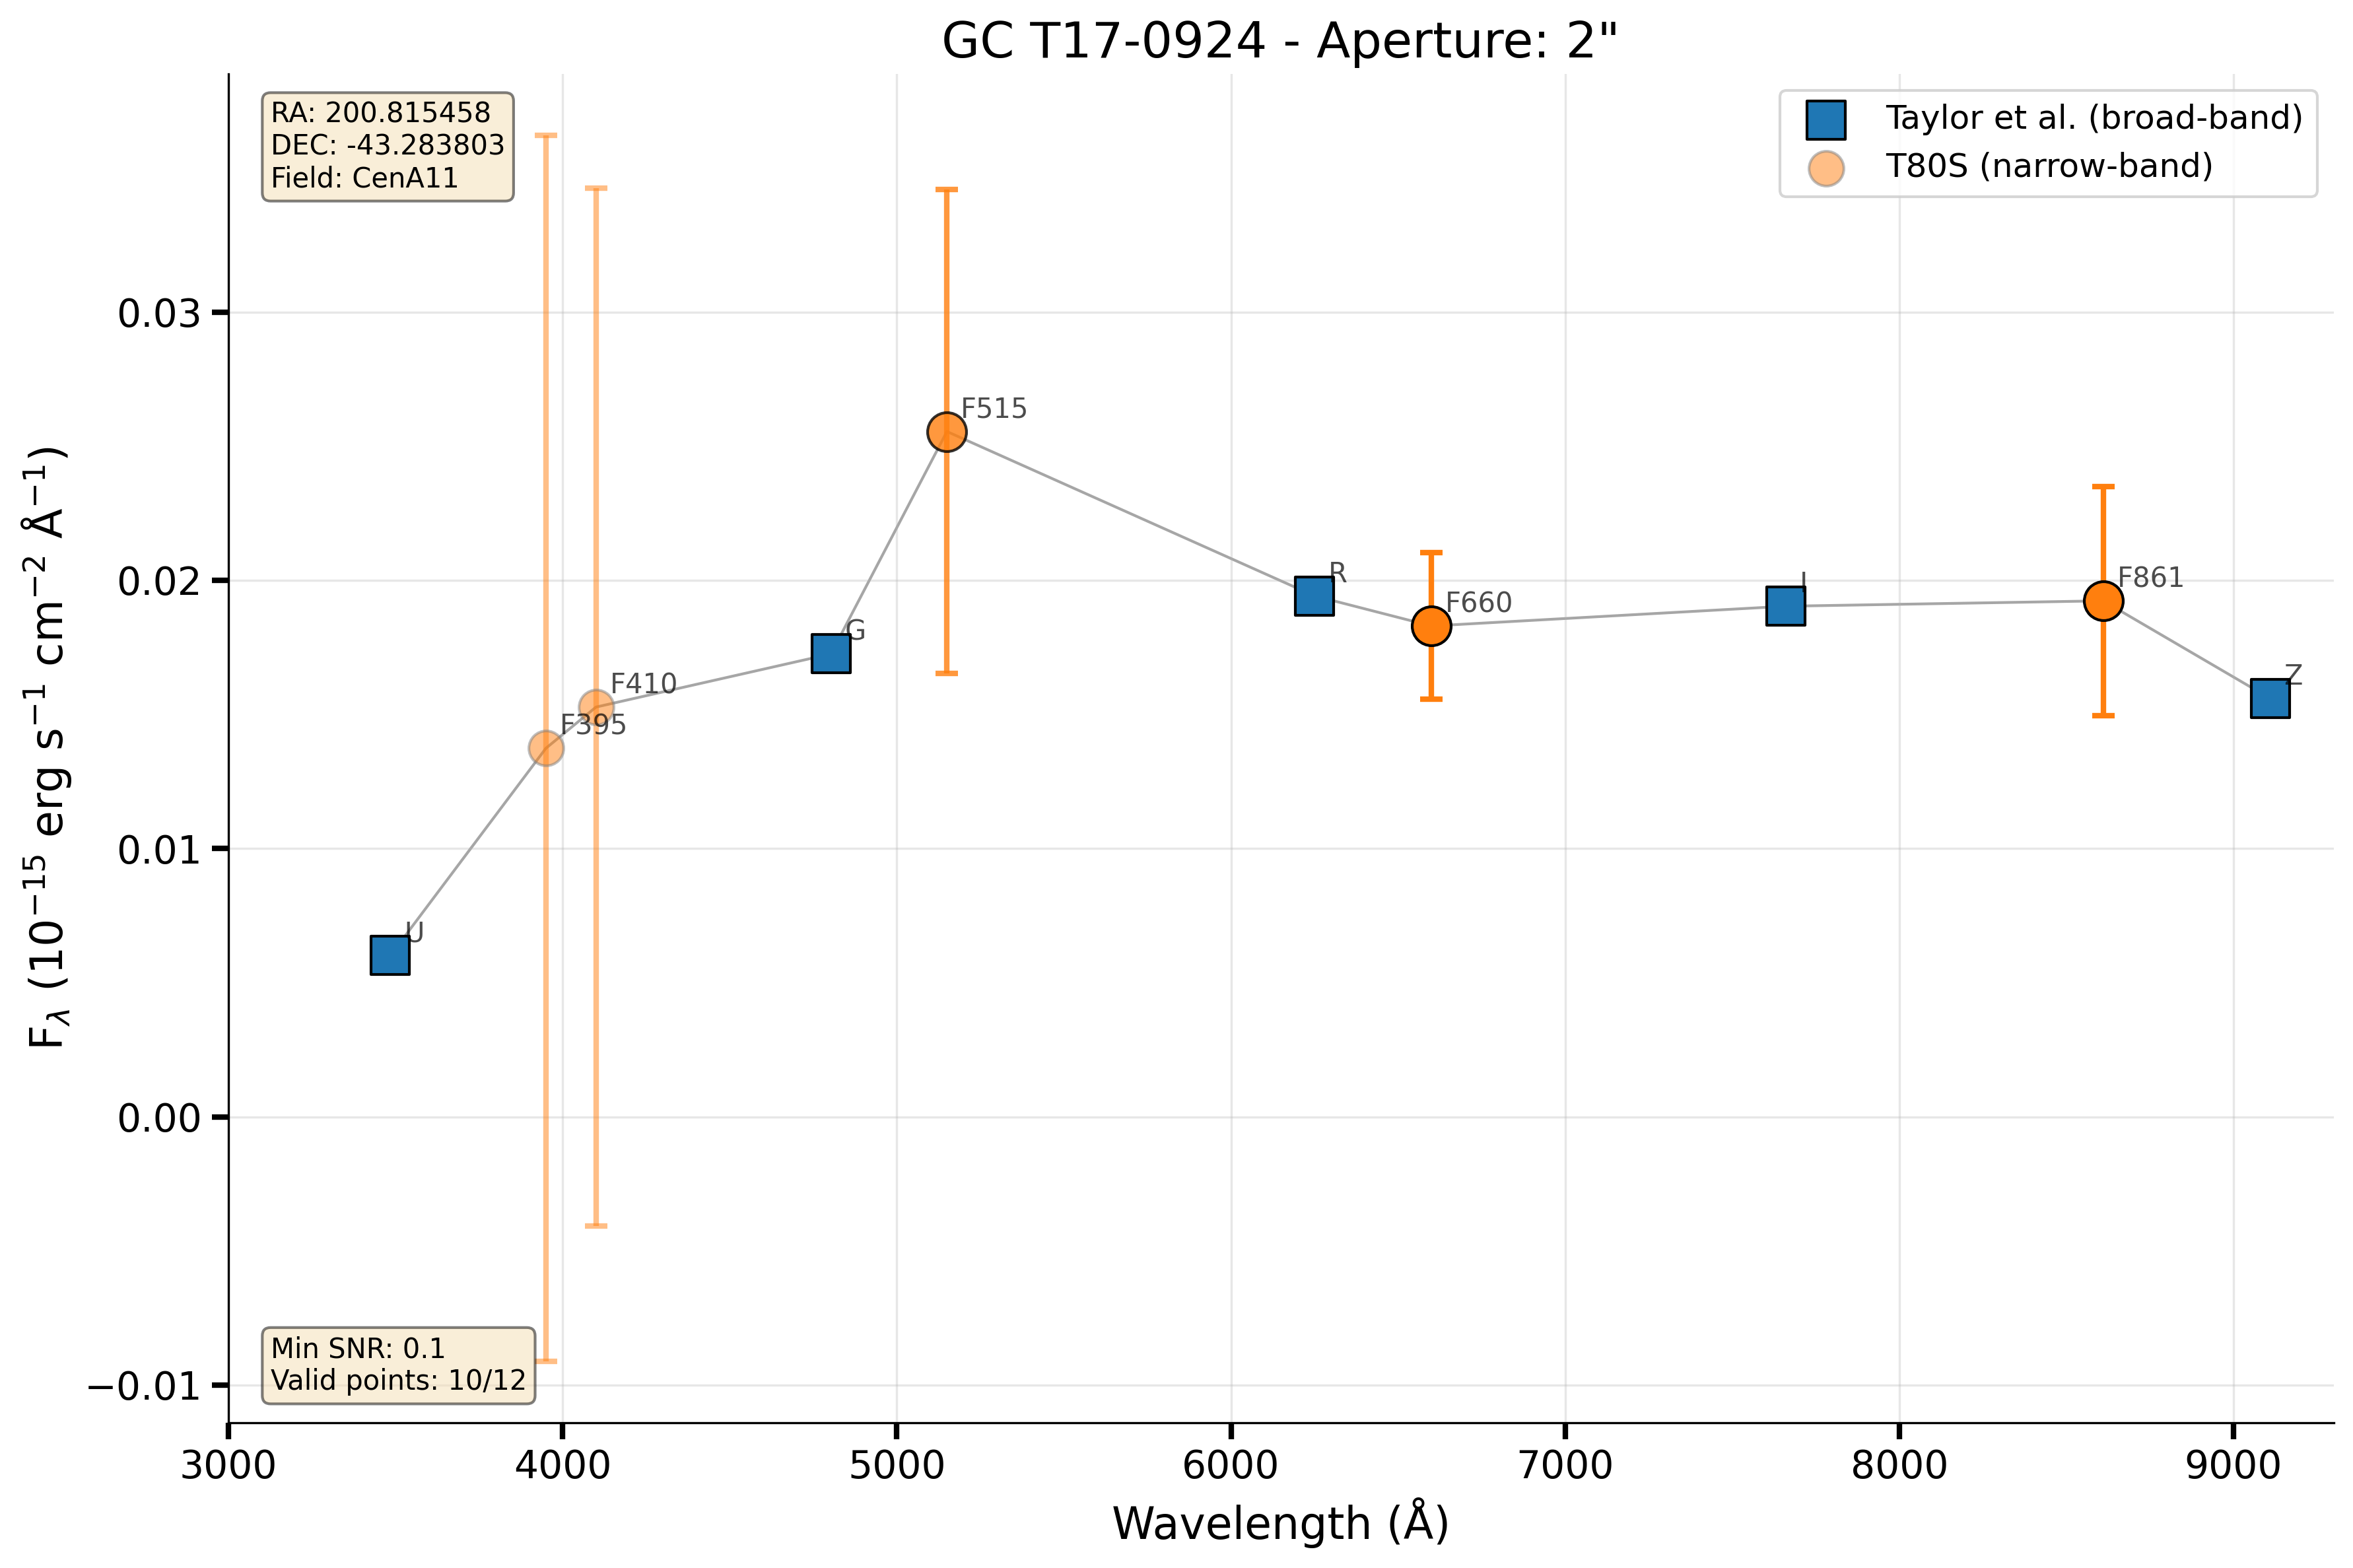 GC T17-0924 - Aperture: 2"
RA: 200.815458
DEC: -43.283803
Field: CenA11
Taylor et al. (broad-band)
T80S (narrow-band)
F515
R
F660
I
F861
G
F410
F395
Z
U
Min SNR: 0.1
Valid points: 10/12
0.03
0.02
0.01
0.00
−0.01
3000 4000 5000 6000 7000 8000 9000
Wavelength (Å)
Fλ (10⁻¹⁵ erg s⁻¹ cm⁻² Å⁻¹)